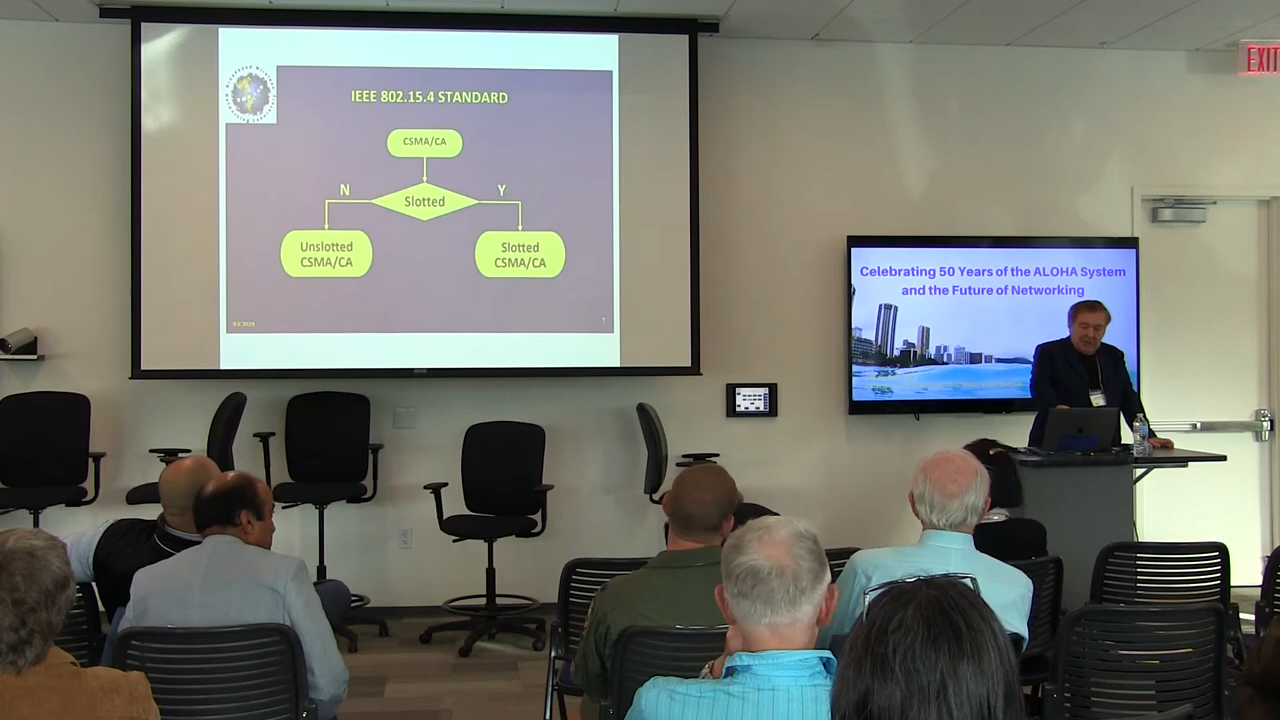 IEEE 802.15.4 STANDARD
CSMA/CA
N
Y
Slotted
Unslotted
CSMA/CA
Slotted
CSMA/CA
7
Celebrating 50 Years of the ALOHA System
and the Future of Networking
EXIT